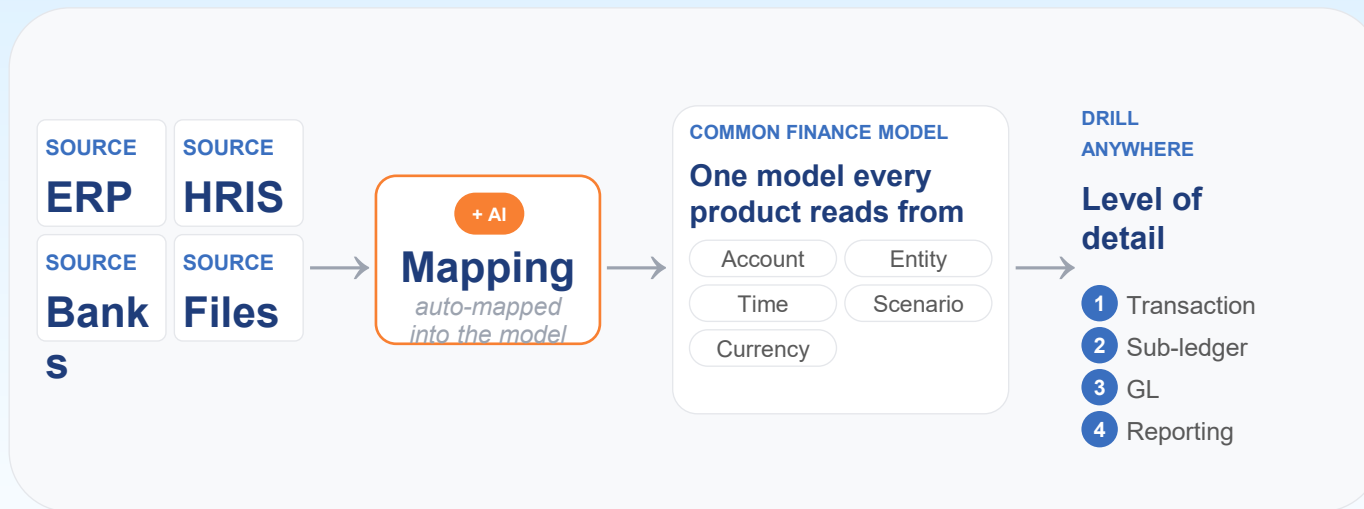 SOURCE
ERP
SOURCE
HRIS
SOURCE
Bank
s
SOURCE
Files
+ AI
Mapping
auto-mapped
into the model
COMMON FINANCE MODEL
One model every
product reads from
Account
Entity
Time
Scenario
Currency
DRILL
ANYWHERE
Level of
detail
1 Transaction
2 Sub-ledger
3 GL
4 Reporting